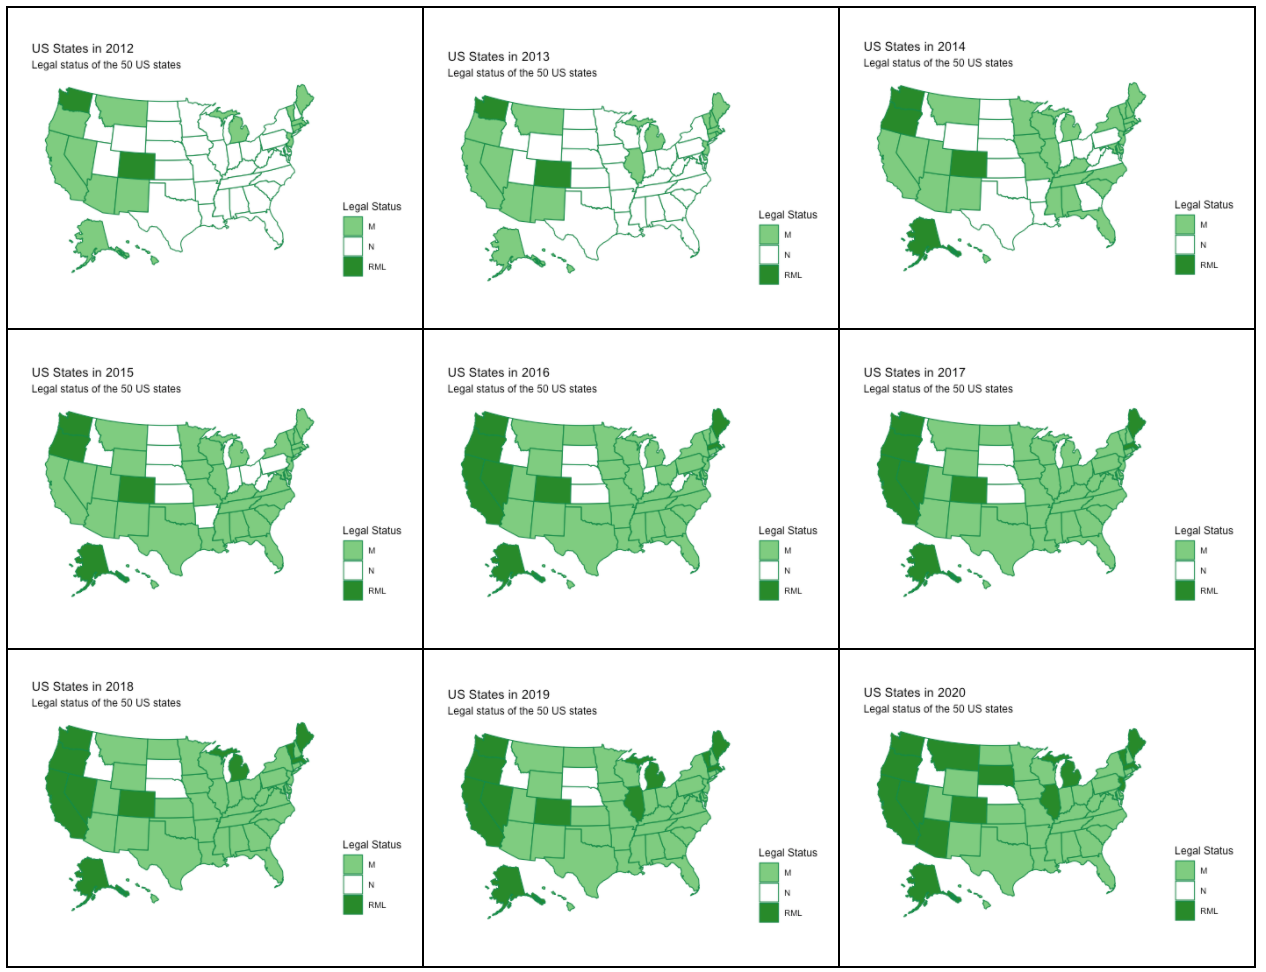 US States in 2012
Legal status of the 50 US states
Legal Status
M
N
RML
US States in 2013
Legal status of the 50 US states
Legal Status
M
N
RML
US States in 2014
Legal status of the 50 US states
Legal Status
M
N
RML
US States in 2015
Legal status of the 50 US states
Legal Status
M
N
RML
US States in 2016
Legal status of the 50 US states
Legal Status
M
N
RML
US States in 2017
Legal status of the 50 US states
Legal Status
M
N
RML
US States in 2018
Legal status of the 50 US states
Legal Status
M
N
RML
US States in 2019
Legal status of the 50 US states
Legal Status
M
N
RML
US States in 2020
Legal status of the 50 US states
Legal Status
M
N
RML